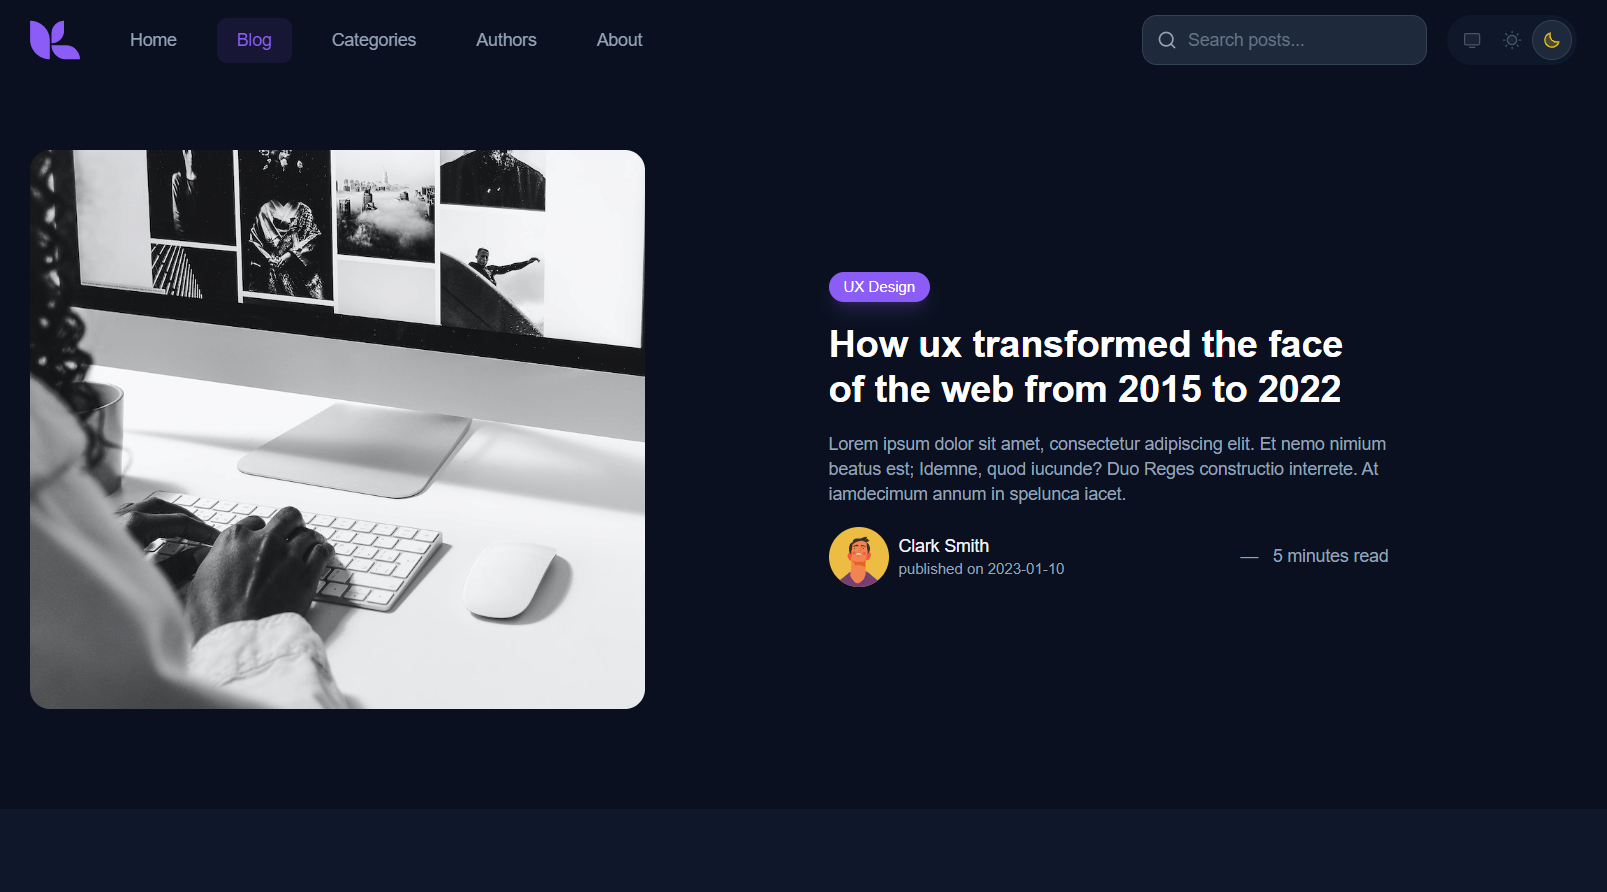 Home
Blog
Categories
Authors
About
Search posts...
UX Design
How ux transformed the face
of the web from 2015 to 2022
Lorem ipsum dolor sit amet, consectetur adipiscing elit. Et nemo nimium
beatus est; Idemne, quod iucunde? Duo Reges constructio interrete. At
iamdecimum annum in spelunca iacet.
Clark Smith
published on 2023-01-10
— 5 minutes read